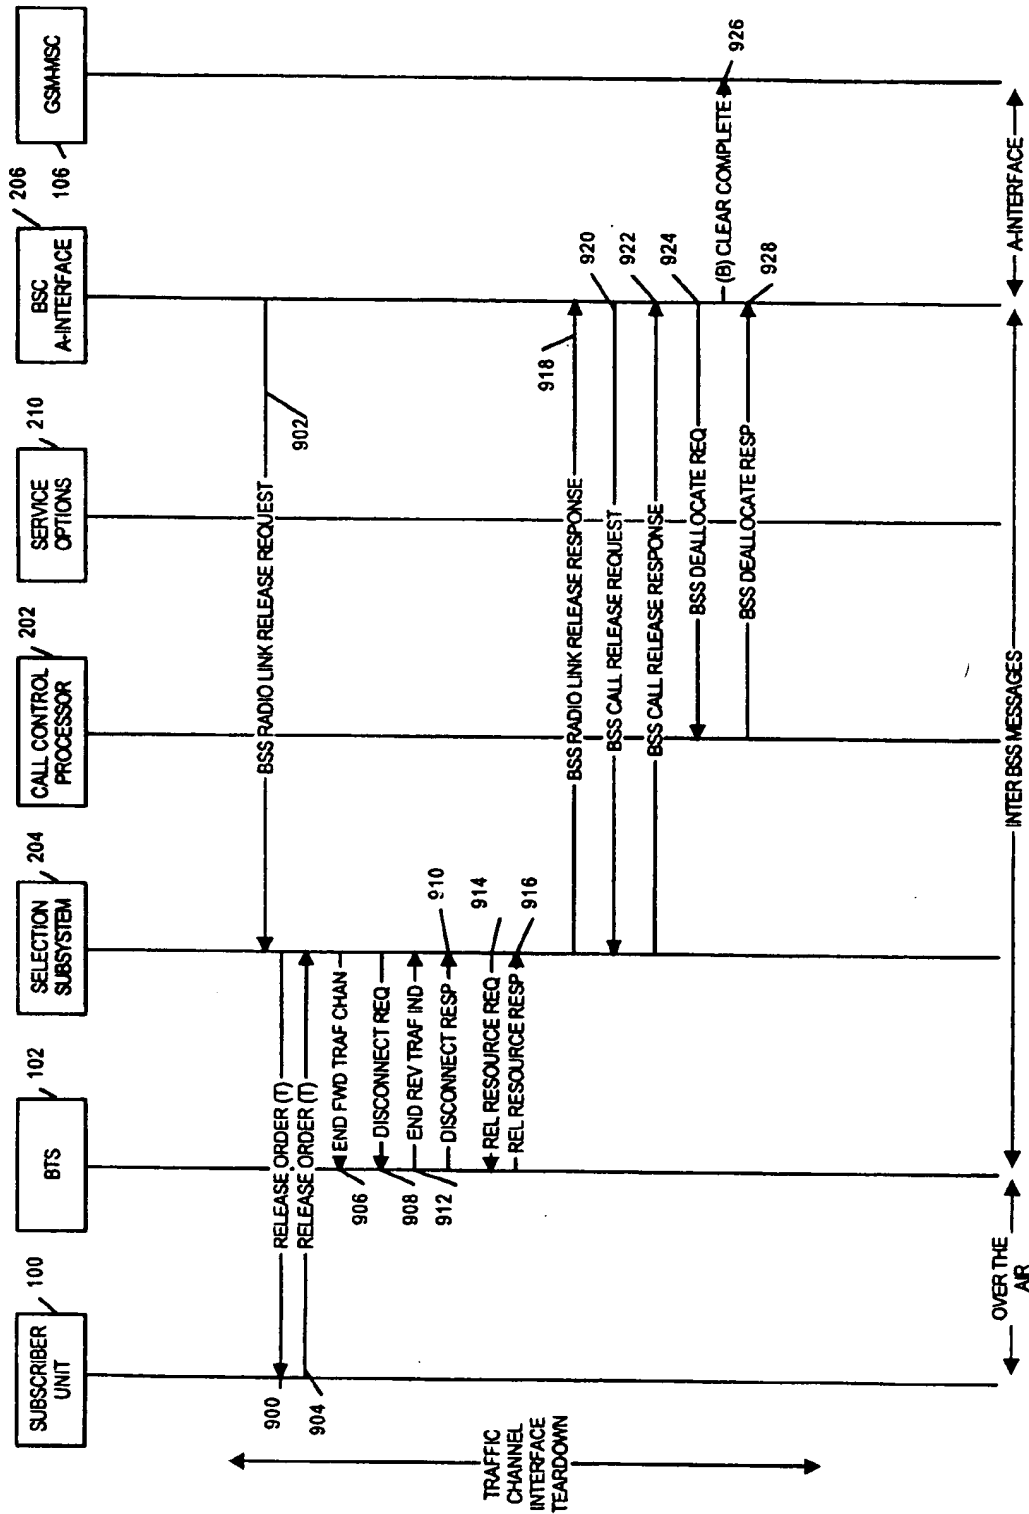 SUBSCRIBER
UNIT
100
BTS
102
SELECTION
SUBSYSTEM
204
CALL CONTROL
PROCESSOR
202
SERVICE
OPTIONS
210
BSC
A-INTERFACE
206
GSM-MSC
106
TRAFFIC
CHANNEL
INTERFACE
TEARDOWN
BSS RADIO LINK RELEASE REQUEST
902
900
RELEASE ORDER (T)
904
RELEASE ORDER (T)
END FWD TRAF CHAN
906
DISCONNECT REQ
908
END REV TRAF IND
912
DISCONNECT RESP
910
REL RESOURCE REQ
914
REL RESOURCE RESP
916
BSS RADIO LINK RELEASE RESPONSE
918
BSS CALL RELEASE REQUEST
920
BSS CALL RELEASE RESPONSE
922
BSS DEALLOCATE REQ
924
(B) CLEAR COMPLETE
926
BSS DEALLOCATE RESP
928
OVER THE
AIR
INTER BSS MESSAGES
A-INTERFACE